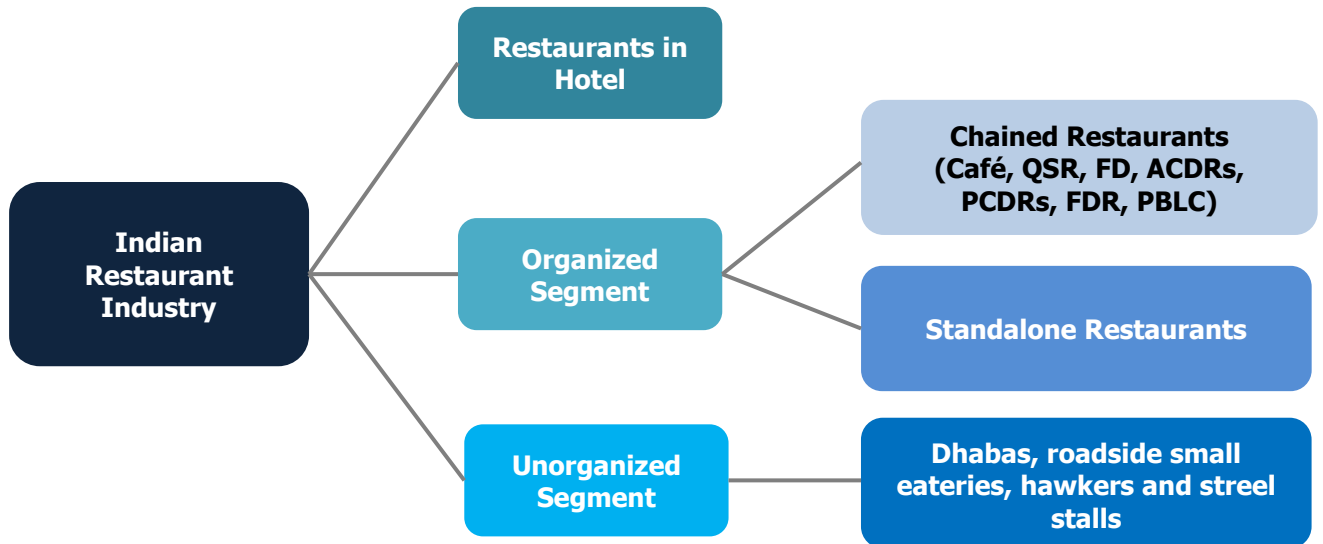 Restaurants in
Hotel
Chained Restaurants
(Café, QSR, FD, ACDRs,
PCDRs, FDR, PBLC)
Indian
Restaurant
Industry
Organized
Segment
Standalone Restaurants
Unorganized
Segment
Dhabas, roadside small
eateries, hawkers and streel
stalls